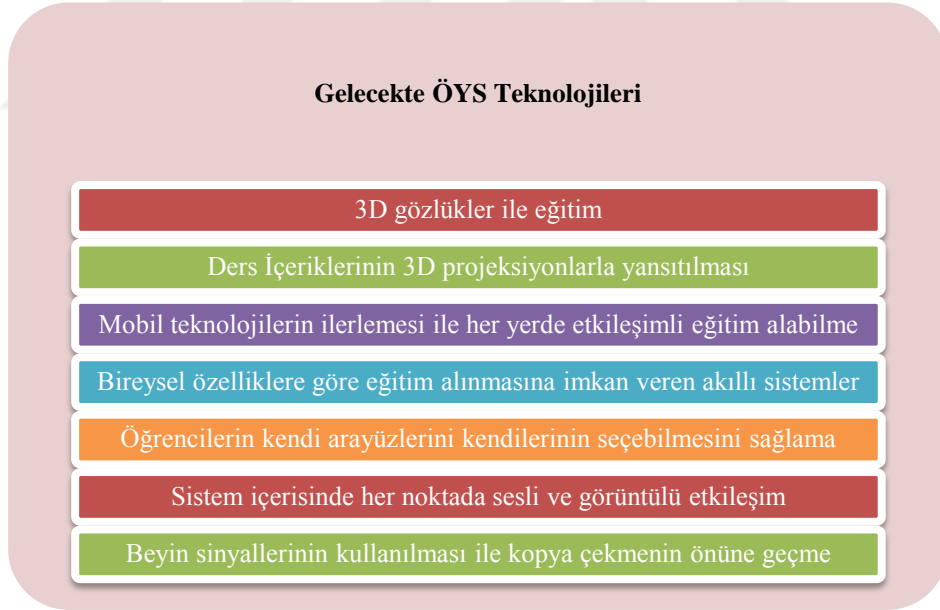 Gelecekte ÖYS Teknolojileri
3D gözlükler ile eğitim
Ders İçeriklerinin 3D projeksiyonlarla yansıtılması
Mobil teknolojilerin ilerlemesi ile her yerde etkileşimli eğitim alabilme
Bireysel özelliklere göre eğitim alınmasına imkan veren akıllı sistemler
Öğrencilerin kendi arayüzlerini kendilerinin seçebilmesini sağlama
Sistem içerisinde her noktada sesli ve görüntülü etkileşim
Beyin sinyallerinin kullanılması ile kopya çekmenin önüne geçme